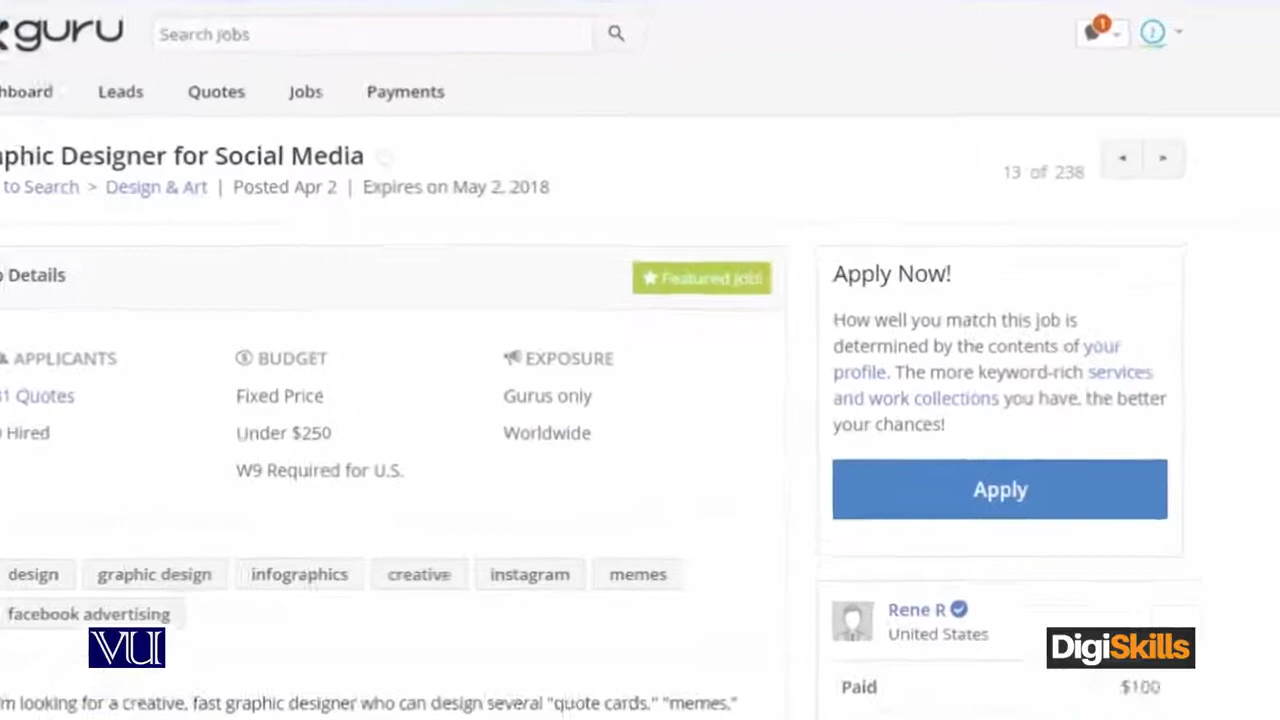 guru
Search jobs
1
hboard Leads Quotes Jobs Payments
phic Designer for Social Media
to Search > Design & Art | Posted Apr 2 | Expires on May 2, 2018
13 of 238
Details
Featured Job!
Apply Now!
How well you match this job is
determined by the contents of your
profile. The more keyword-rich services
and work collections you have, the better
your chances!
Apply
APPLICANTS BUDGET EXPOSURE
1 Quotes Fixed Price Gurus only
Hired Under $250 Worldwide
W9 Required for U.S.
design graphic design infographics creative instagram memes
facebook advertising
Rene R
United States
Paid $100
VU
DigiSkills
'm looking for a creative, fast graphic designer who can design several "quote cards," "memes,"